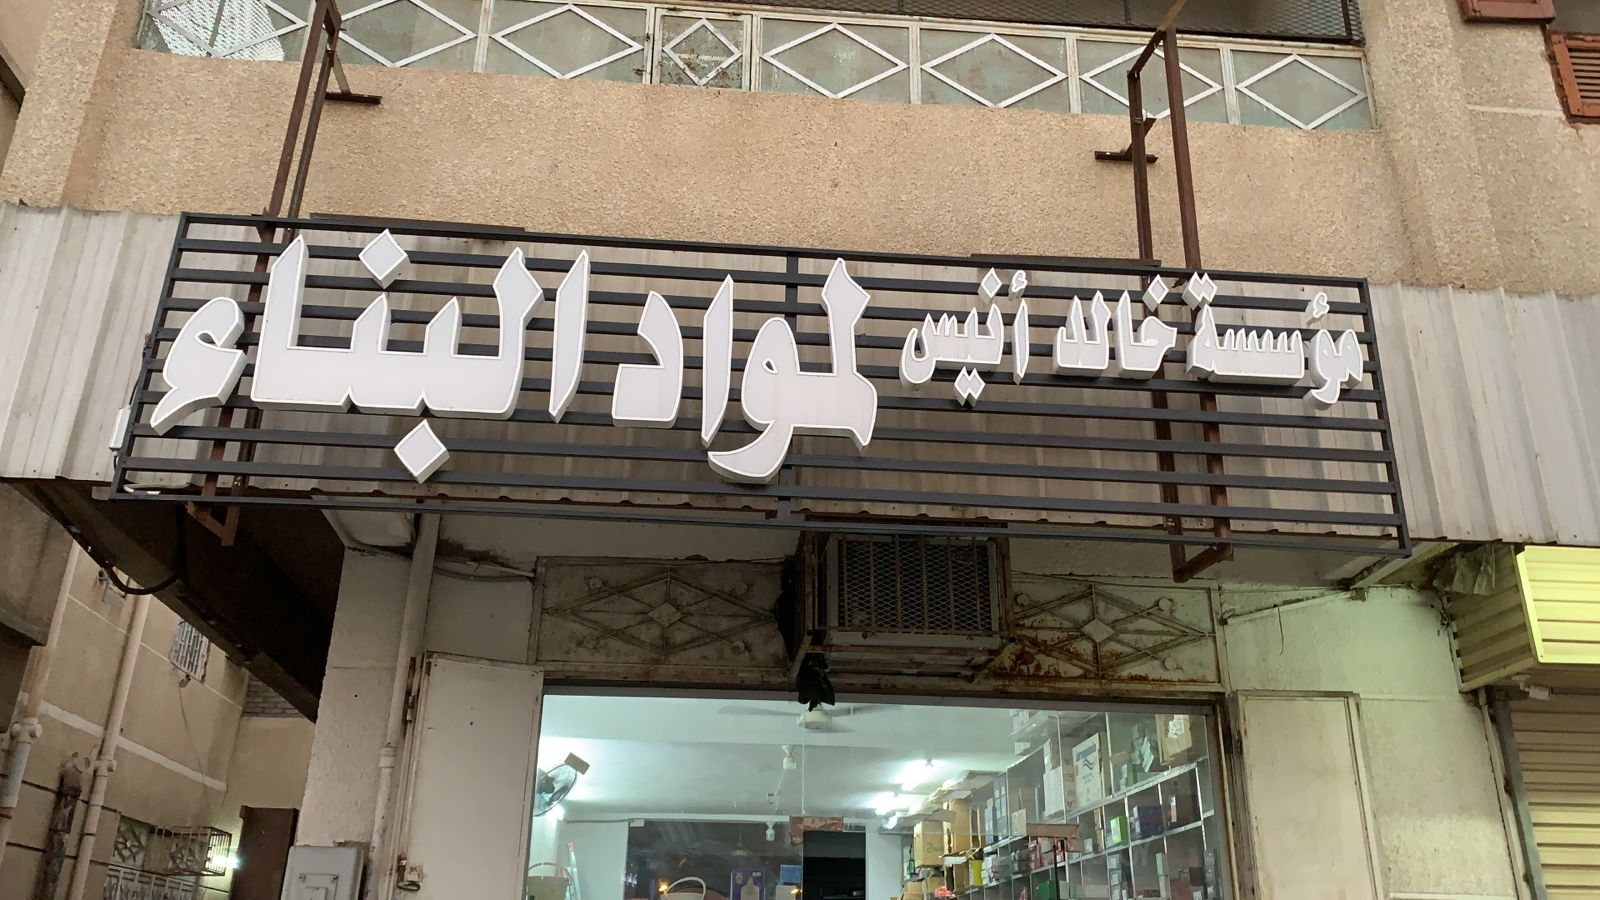 مؤسسة خالد أنيس لمواد البناء